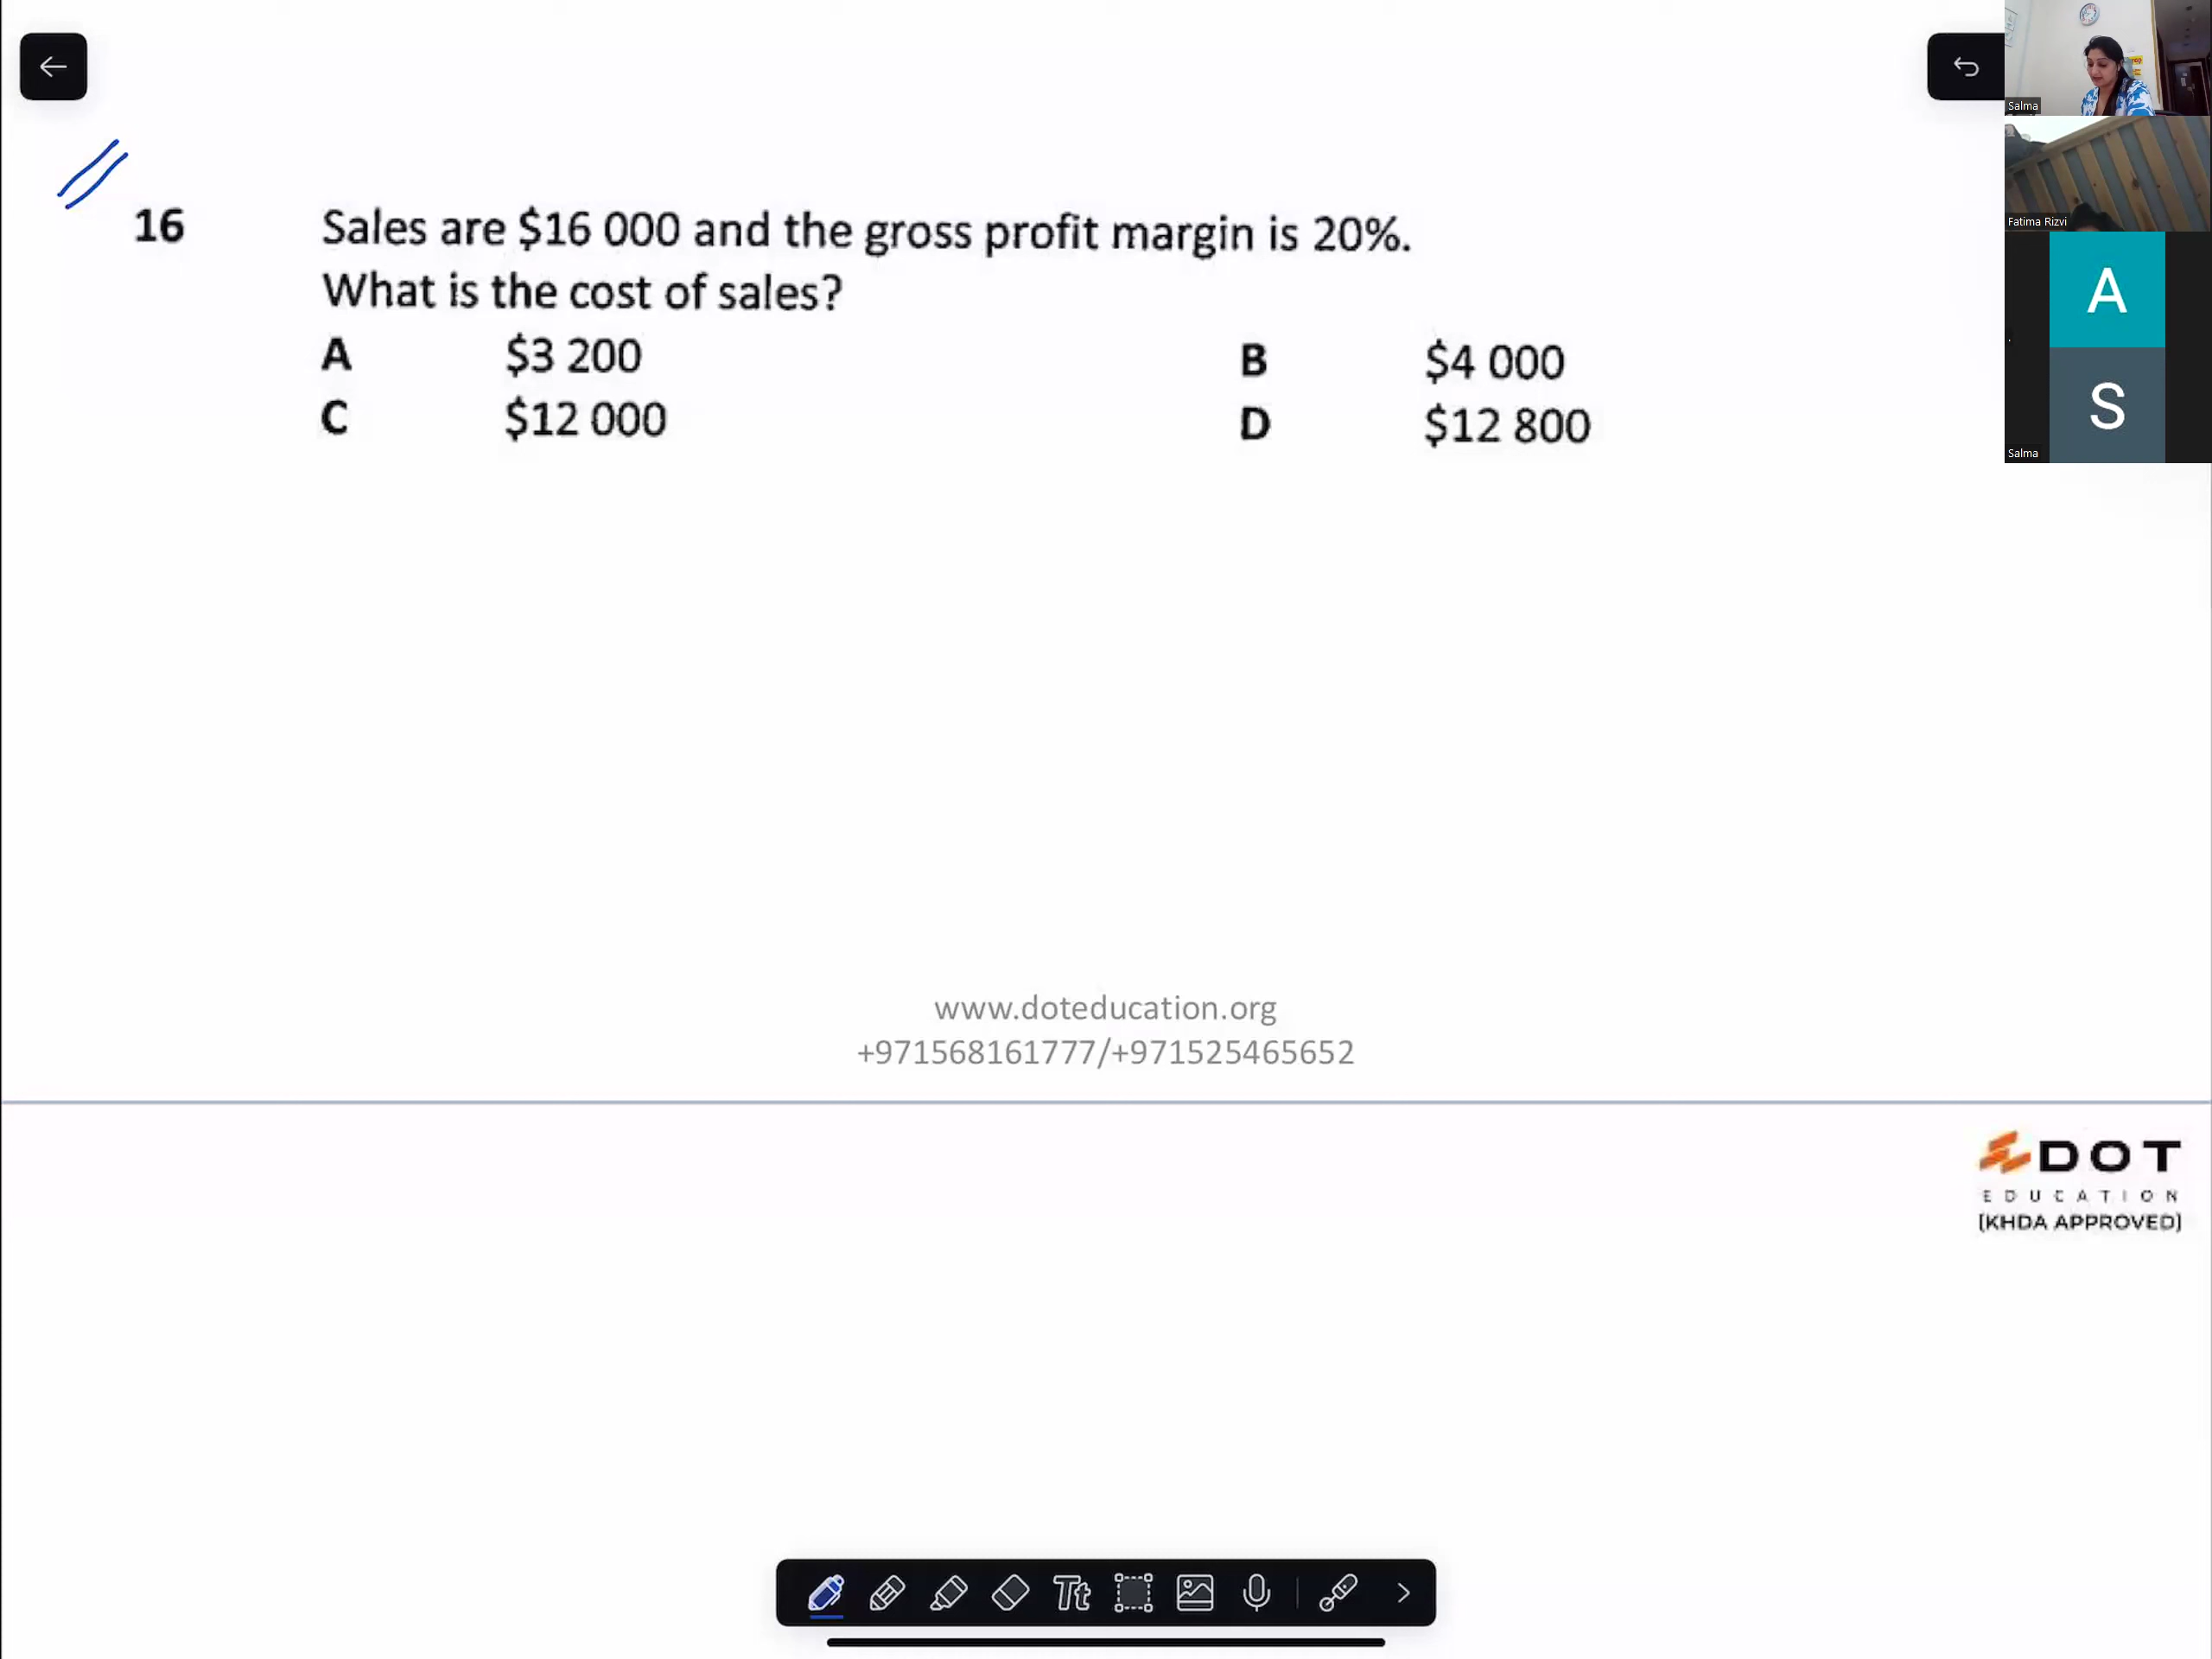 Salma
16 Sales are $16 000 and the gross profit margin is 20%.
What is the cost of sales?
A $3 200 B $4 000
C $12 000 D $12 800
Fatima Rizvi
A
S
Salma
www.doteducation.org
+971568161777/+971525465652
DOT
EDUCATION
(KHDA APPROVED)
Tt